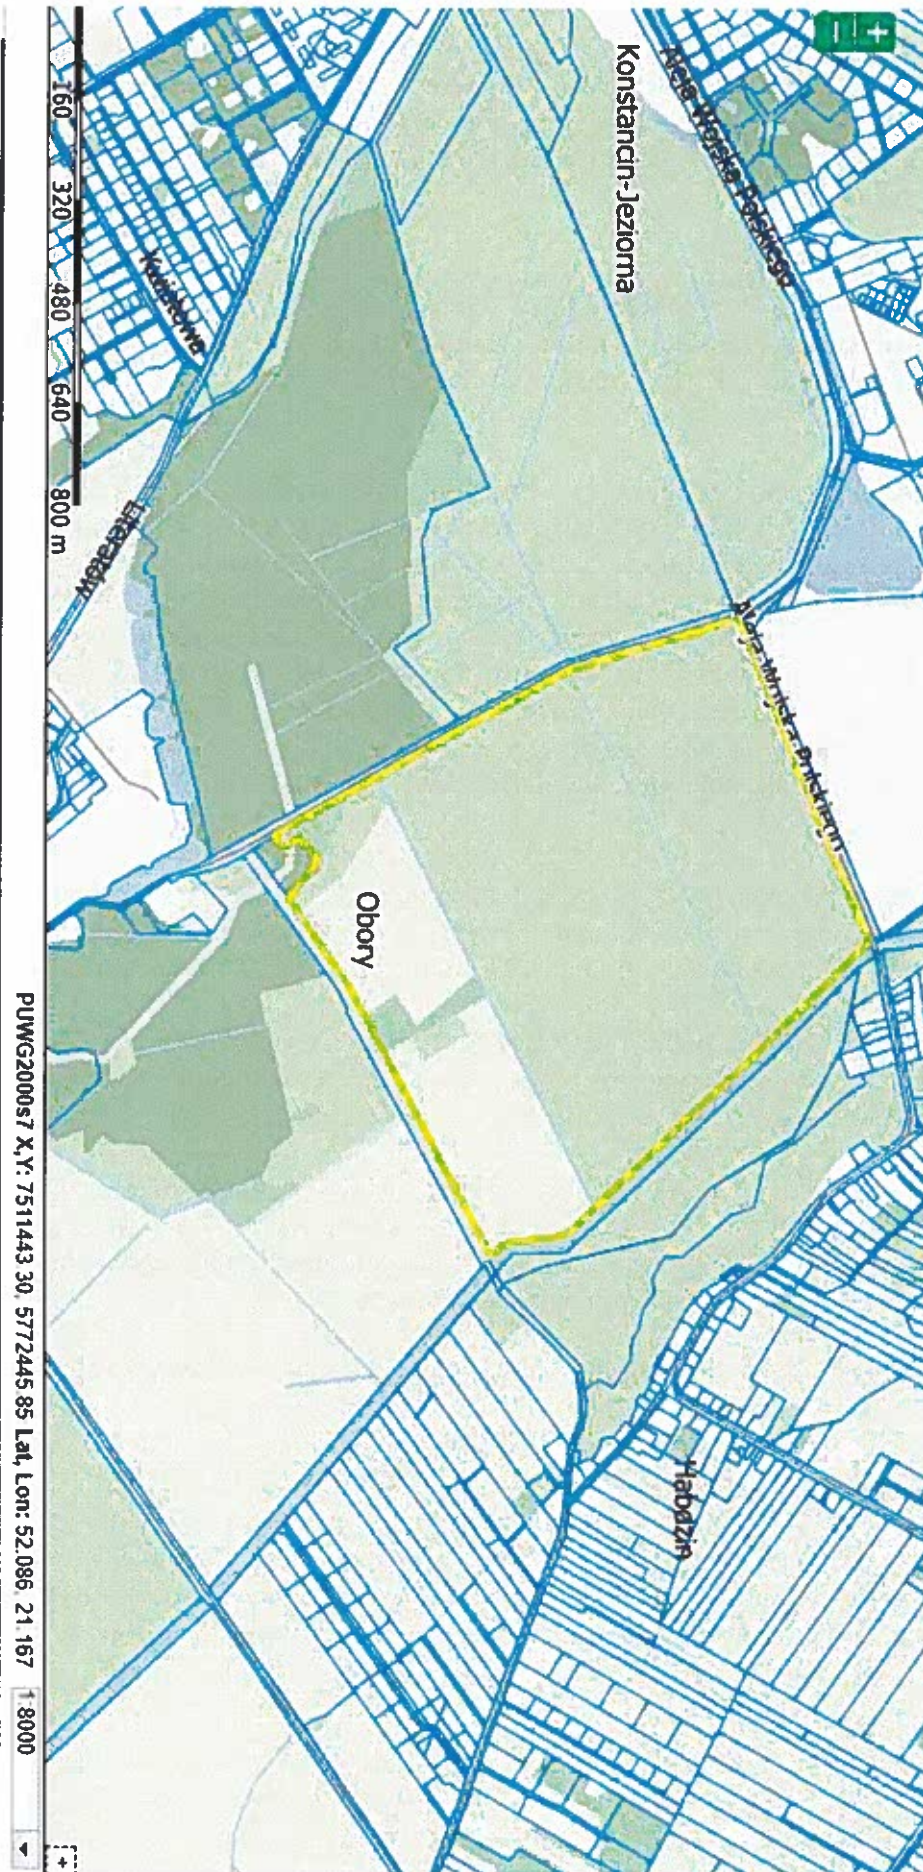 Aleja Wojska Polskiego
Konstancin-Jeziorna
Aleja Wojska Polskiego
Habdzin
Obory
Kwiatowa
Literatów
160 320 480 640 800 m
PUWG2000s7 X,Y: 7511443.30, 5772445.85 Lat, Lon: 52.086, 21.167 1:8000